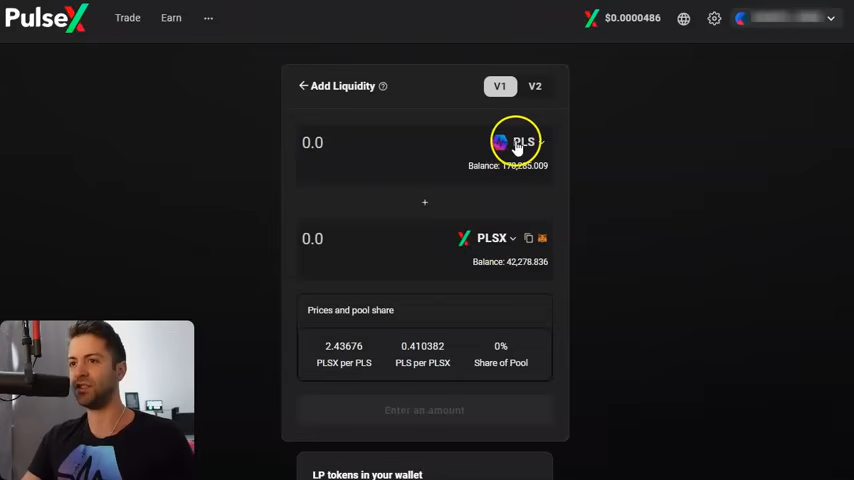 PulseX Trade Earn ... $0.0000486
Add Liquidity V1 V2
0.0 PLS
Balance: 170,285.009
+
0.0 PLSX
Balance: 42,278.836
Prices and pool share
2.43676 0.410382 0%
PLSX per PLS PLS per PLSX Share of Pool
Enter an amount
LP tokens in your wallet